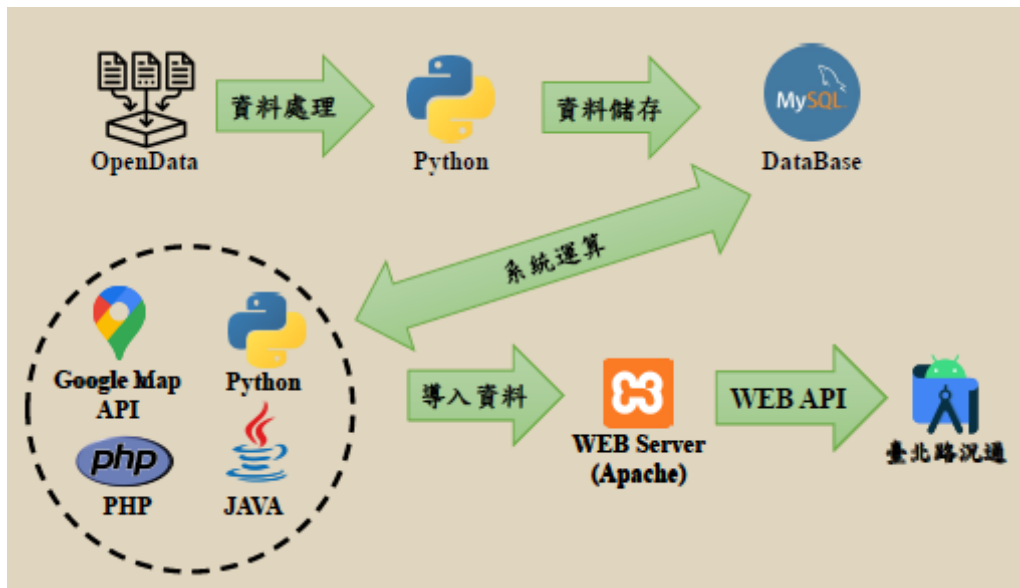 資料處理
資料儲存
MySQL
OpenData
Python
DataBase
系統運算
Google Map
API
Python
導入資料
WEB API
php
PHP
JAVA
WEB Server
(Apache)
臺北路況通